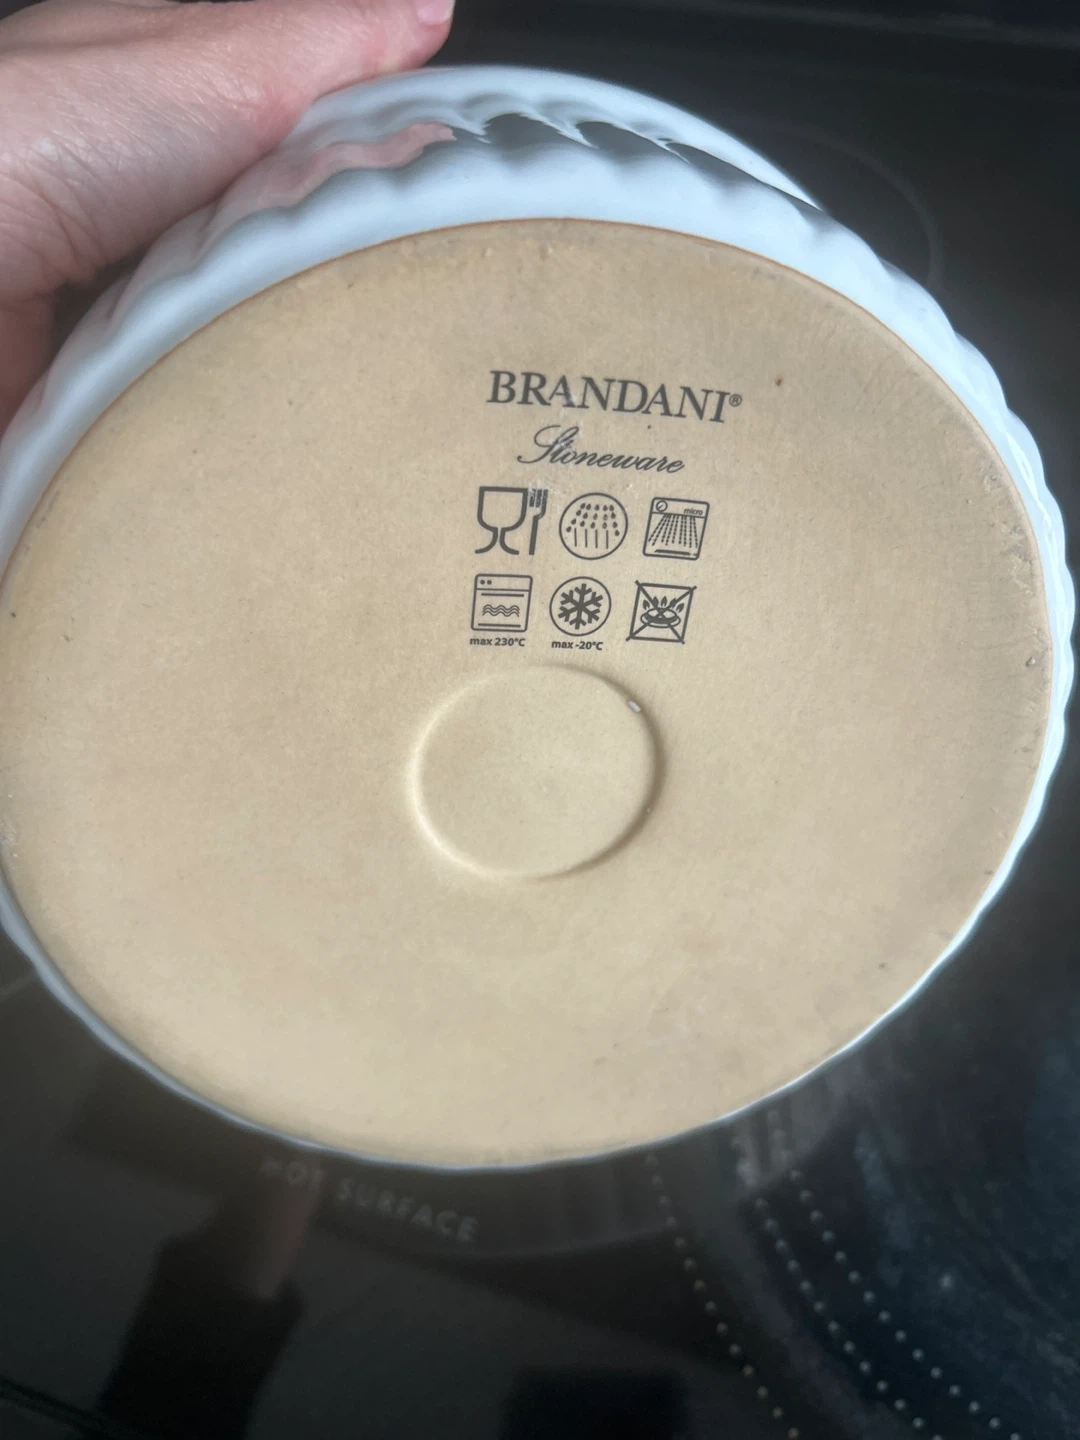 BRANDANI®
Stoneware
micro
max 230°C max -20°C
HOT SURFACE